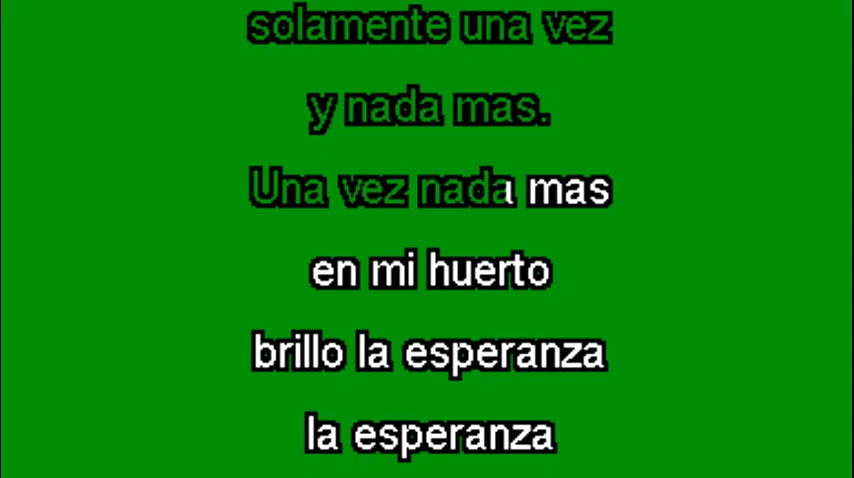 solamente una vez
y nada mas.
Una vez nada mas
en mi huerto
brillo la esperanza
la esperanza